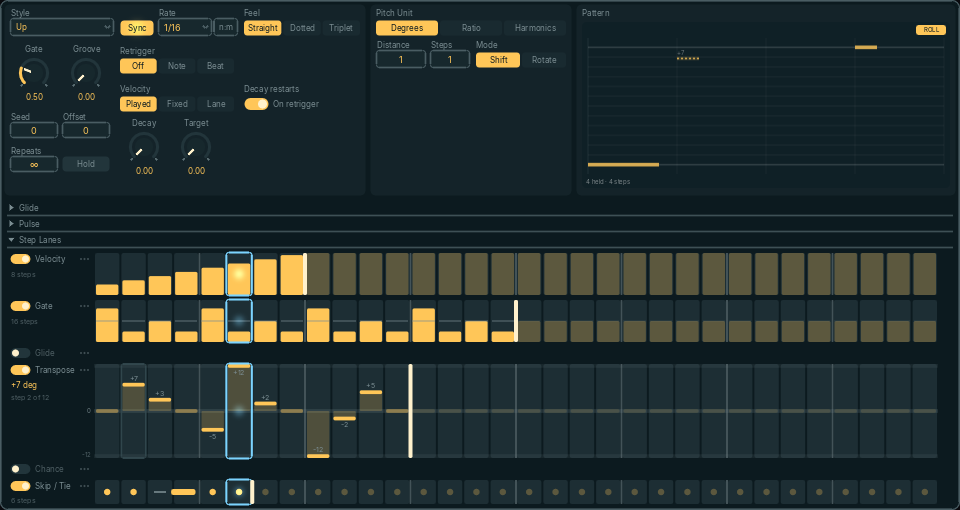 Style
Up
Sync
Rate
1/16
n:m
Feel
Straight
Dotted
Triplet
Gate
0.50
Groove
0.00
Retrigger
Off
Note
Beat
Velocity
Played
Fixed
Lane
Decay restarts
On retrigger
Seed
0
Offset
0
Decay
0.00
Target
0.00
Repeats
∞
Hold
Pitch Unit
Degrees
Ratio
Harmonics
Distance
1
Steps
1
Mode
Shift
Rotate
Pattern
ROLL
+7
4 held · 4 steps
Glide
Pulse
Step Lanes
Velocity
8 steps
Gate
16 steps
Glide
Transpose
+7 deg
step 2 of 12
+12
0
-12
+7
+3
-5
+12
+2
-12
-2
+5
Chance
Skip / Tie
6 steps